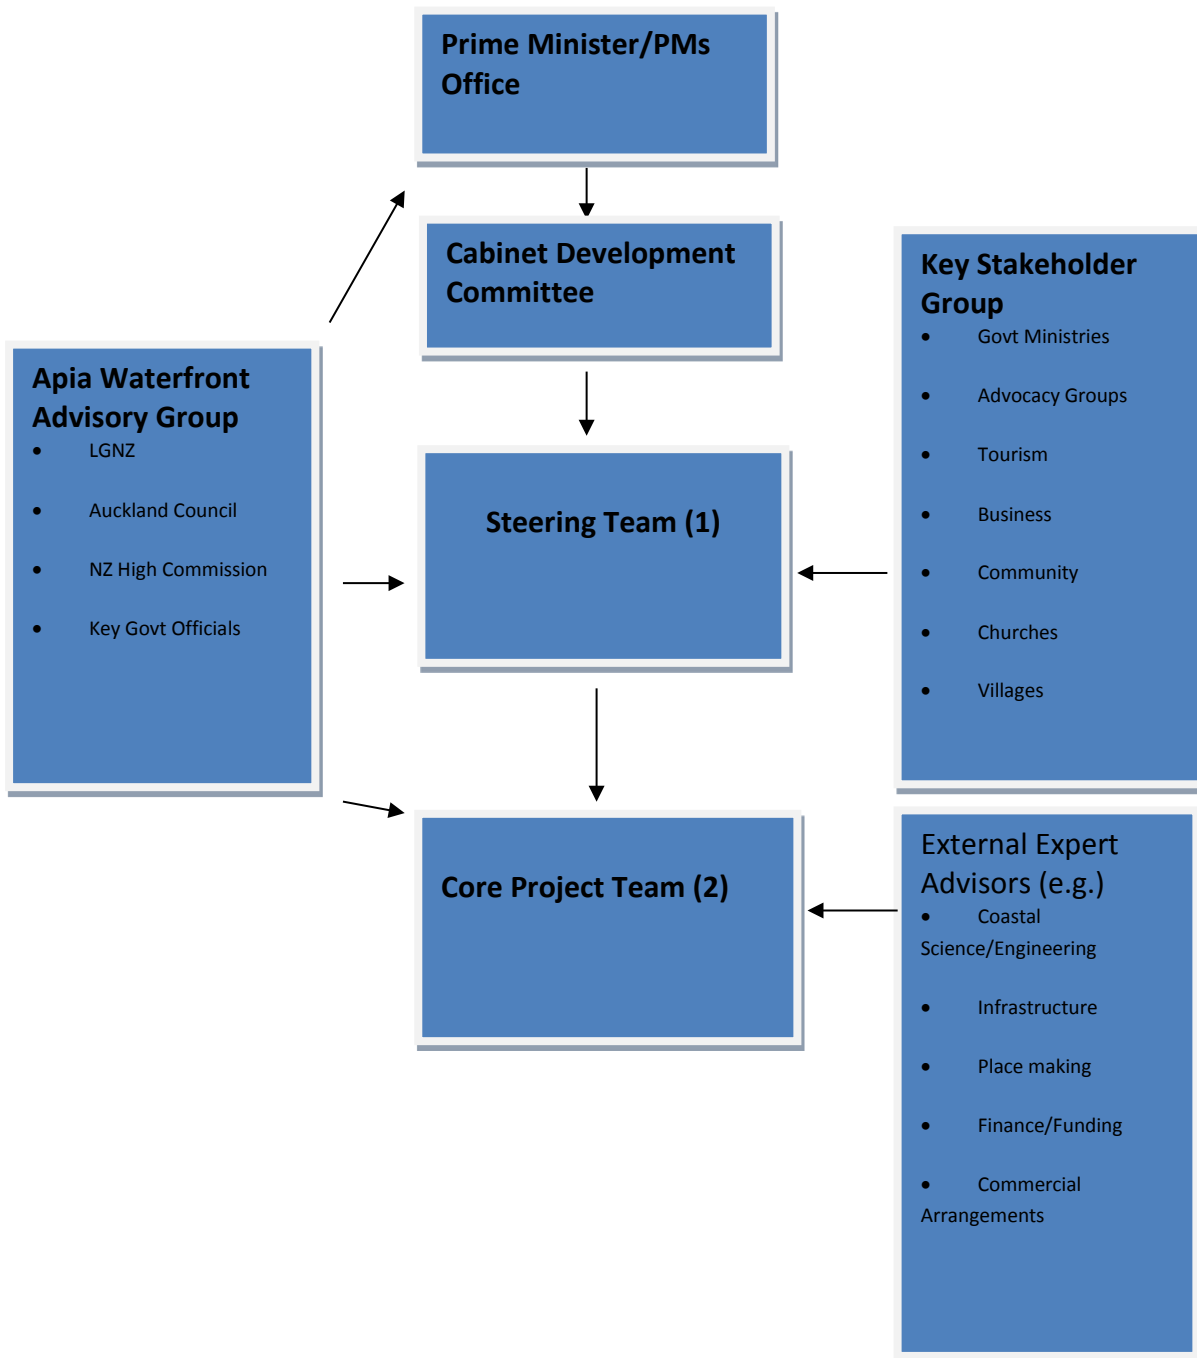 Prime Minister/PMs
Office
Cabinet Development
Committee
Key Stakeholder
Group
• Govt Ministries
• Advocacy Groups
• Tourism
• Business
• Community
• Churches
• Villages
Apia Waterfront
Advisory Group
• LGNZ
• Auckland Council
• NZ High Commission
• Key Govt Officials
Steering Team (1)
Core Project Team (2)
External Expert
Advisors (e.g.)
• Coastal
Science/Engineering
• Infrastructure
• Place making
• Finance/Funding
• Commercial
Arrangements